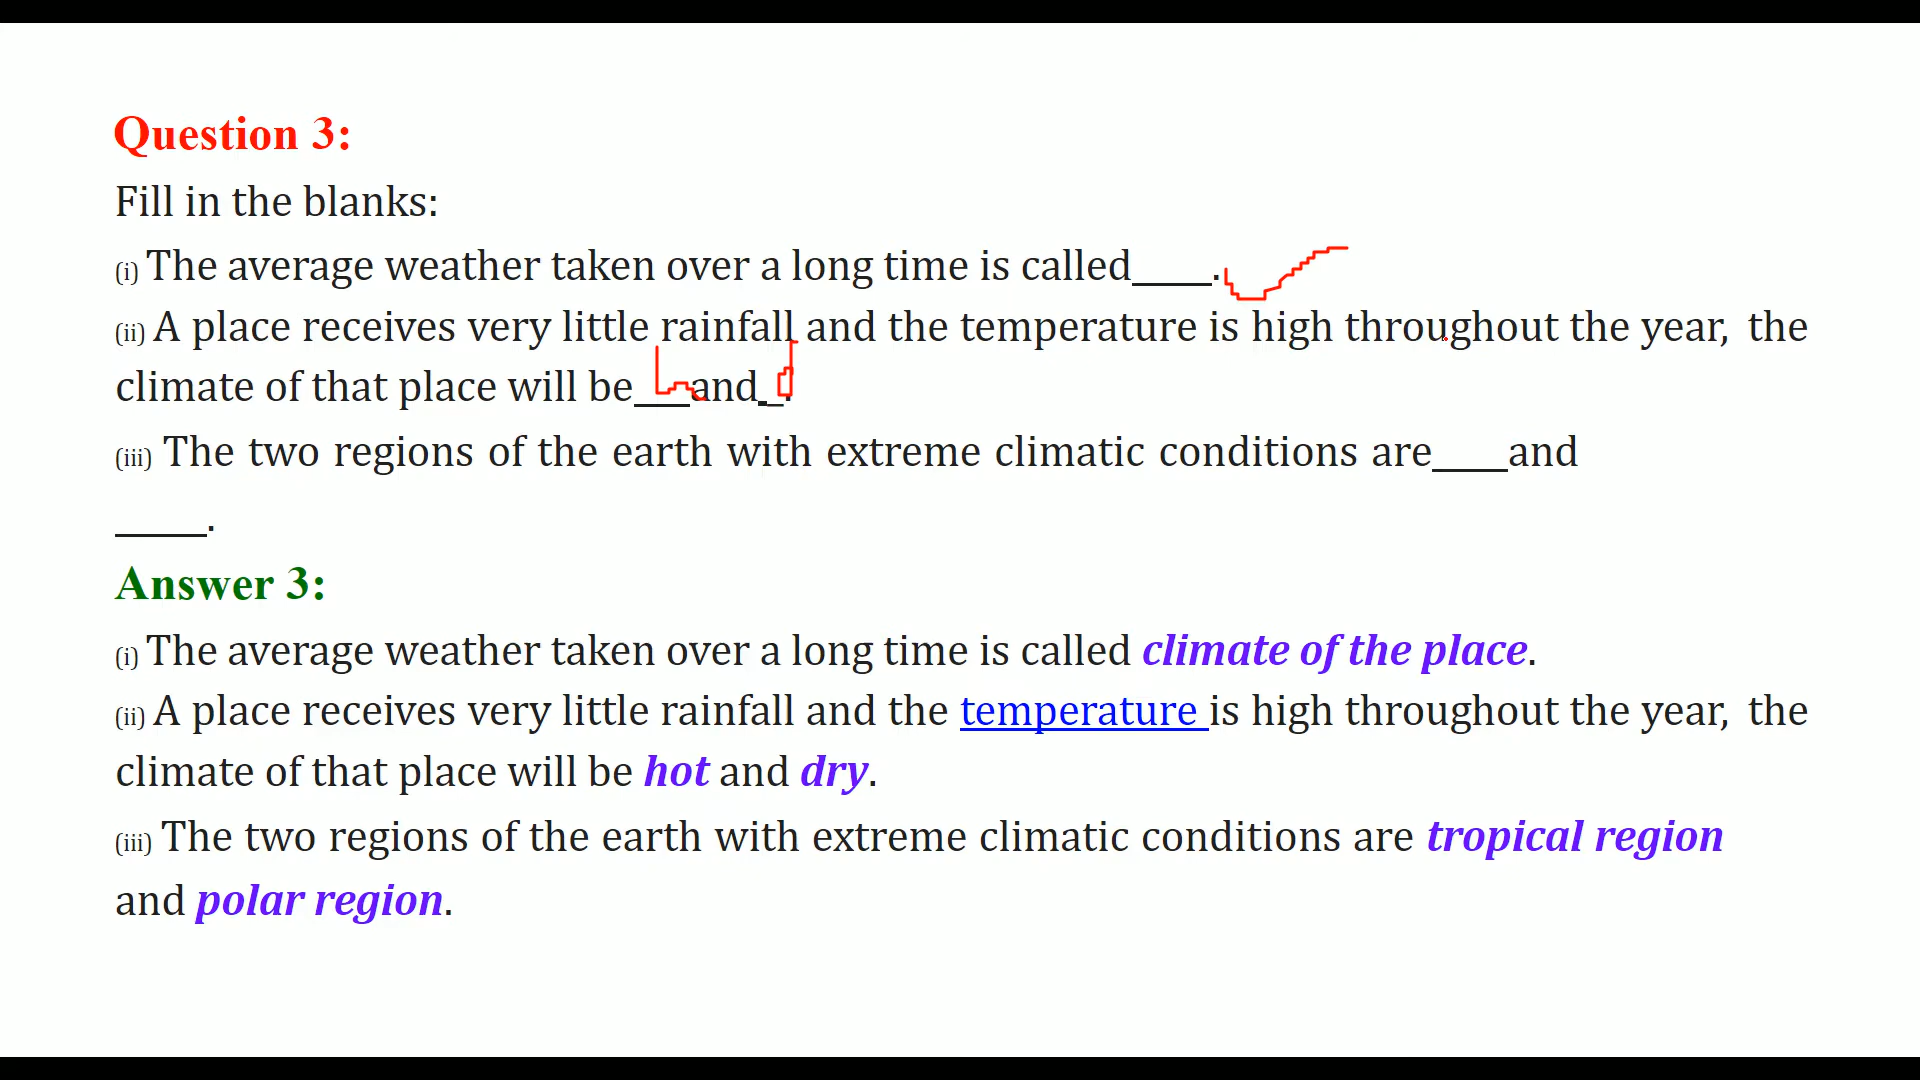 Question 3:
Fill in the blanks:
(i) The average weather taken over a long time is called____.
(ii) A place receives very little rainfall and the temperature is high throughout the year, the
climate of that place will be___and__.
(iii) The two regions of the earth with extreme climatic conditions are____and
_____.
Answer 3:
(i) The average weather taken over a long time is called climate of the place.
(ii) A place receives very little rainfall and the temperature is high throughout the year, the
climate of that place will be hot and dry.
(iii) The two regions of the earth with extreme climatic conditions are tropical region
and polar region.